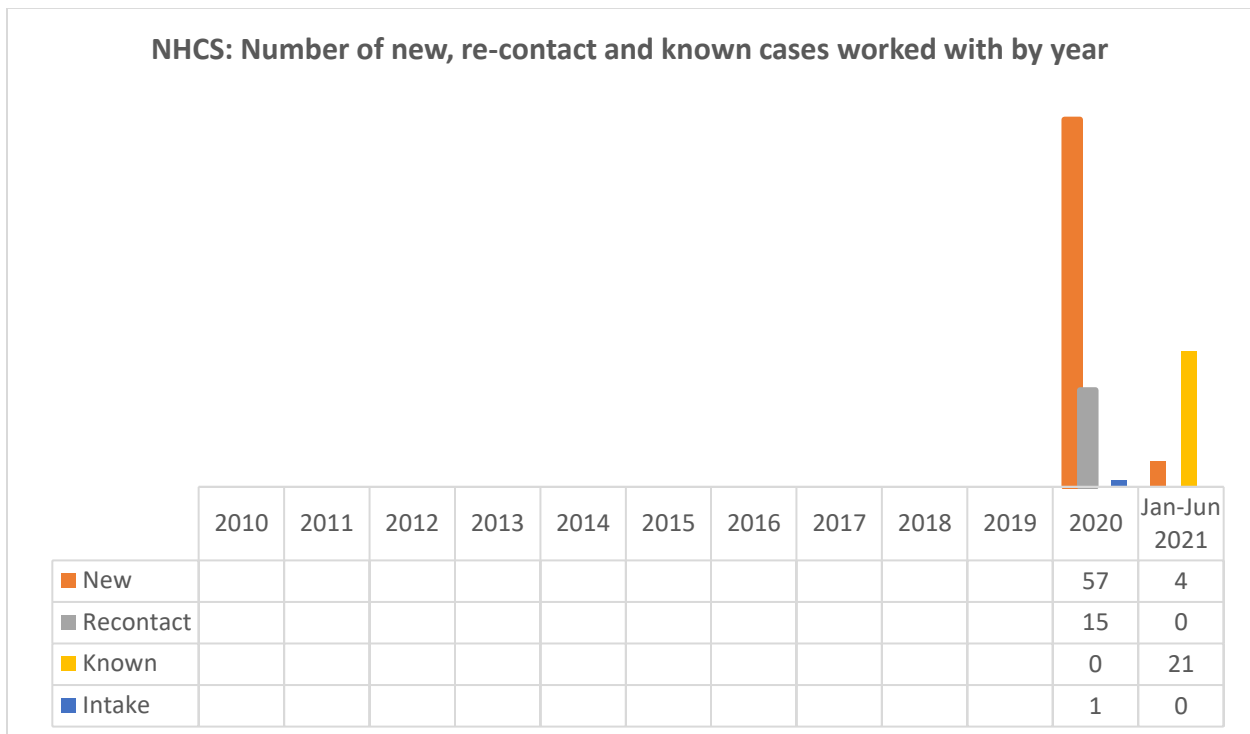 NHCS: Number of new, re-contact and known cases worked with by year
2010 2011 2012 2013 2014 2015 2016 2017 2018 2019 2020 Jan-Jun
2021
New 57 4
Recontact 15 0
Known 0 21
Intake 1 0